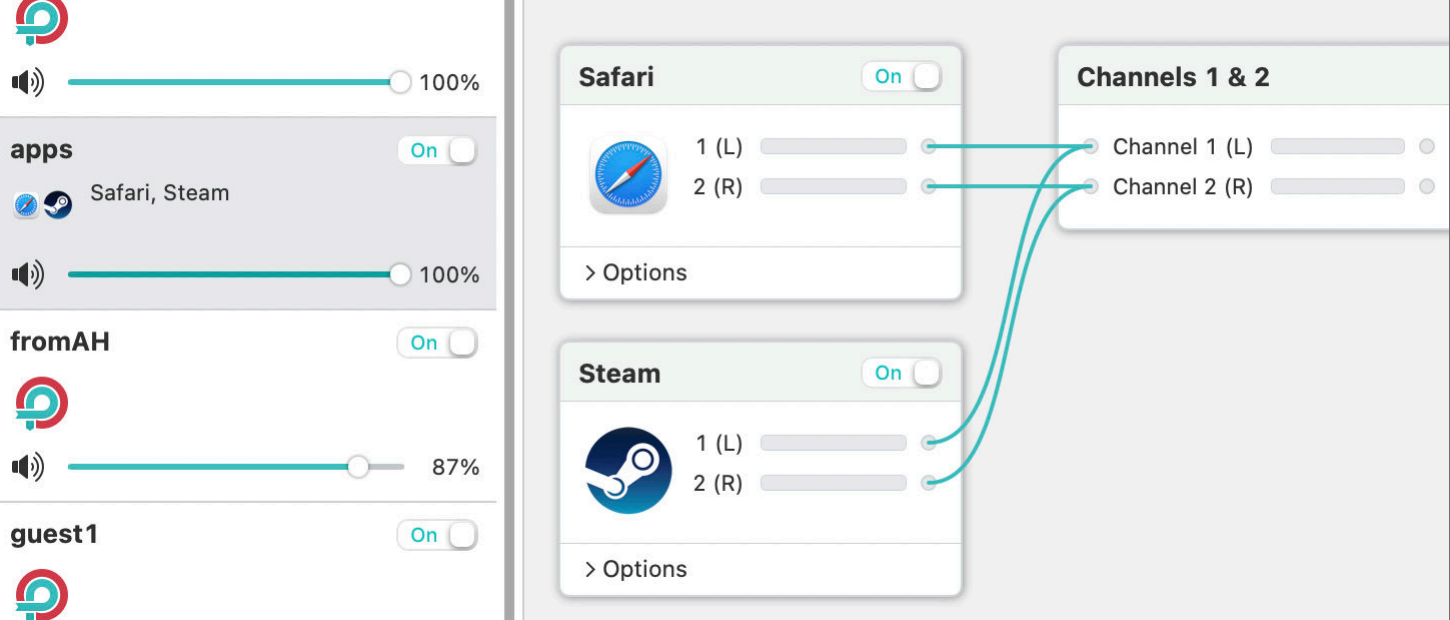 100%
apps
On
Safari, Steam
100%
fromAH
On
87%
guest1
On
Safari
On
1 (L)
2 (R)
> Options
Steam
On
1 (L)
2 (R)
> Options
Channels 1 & 2
Channel 1 (L)
Channel 2 (R)